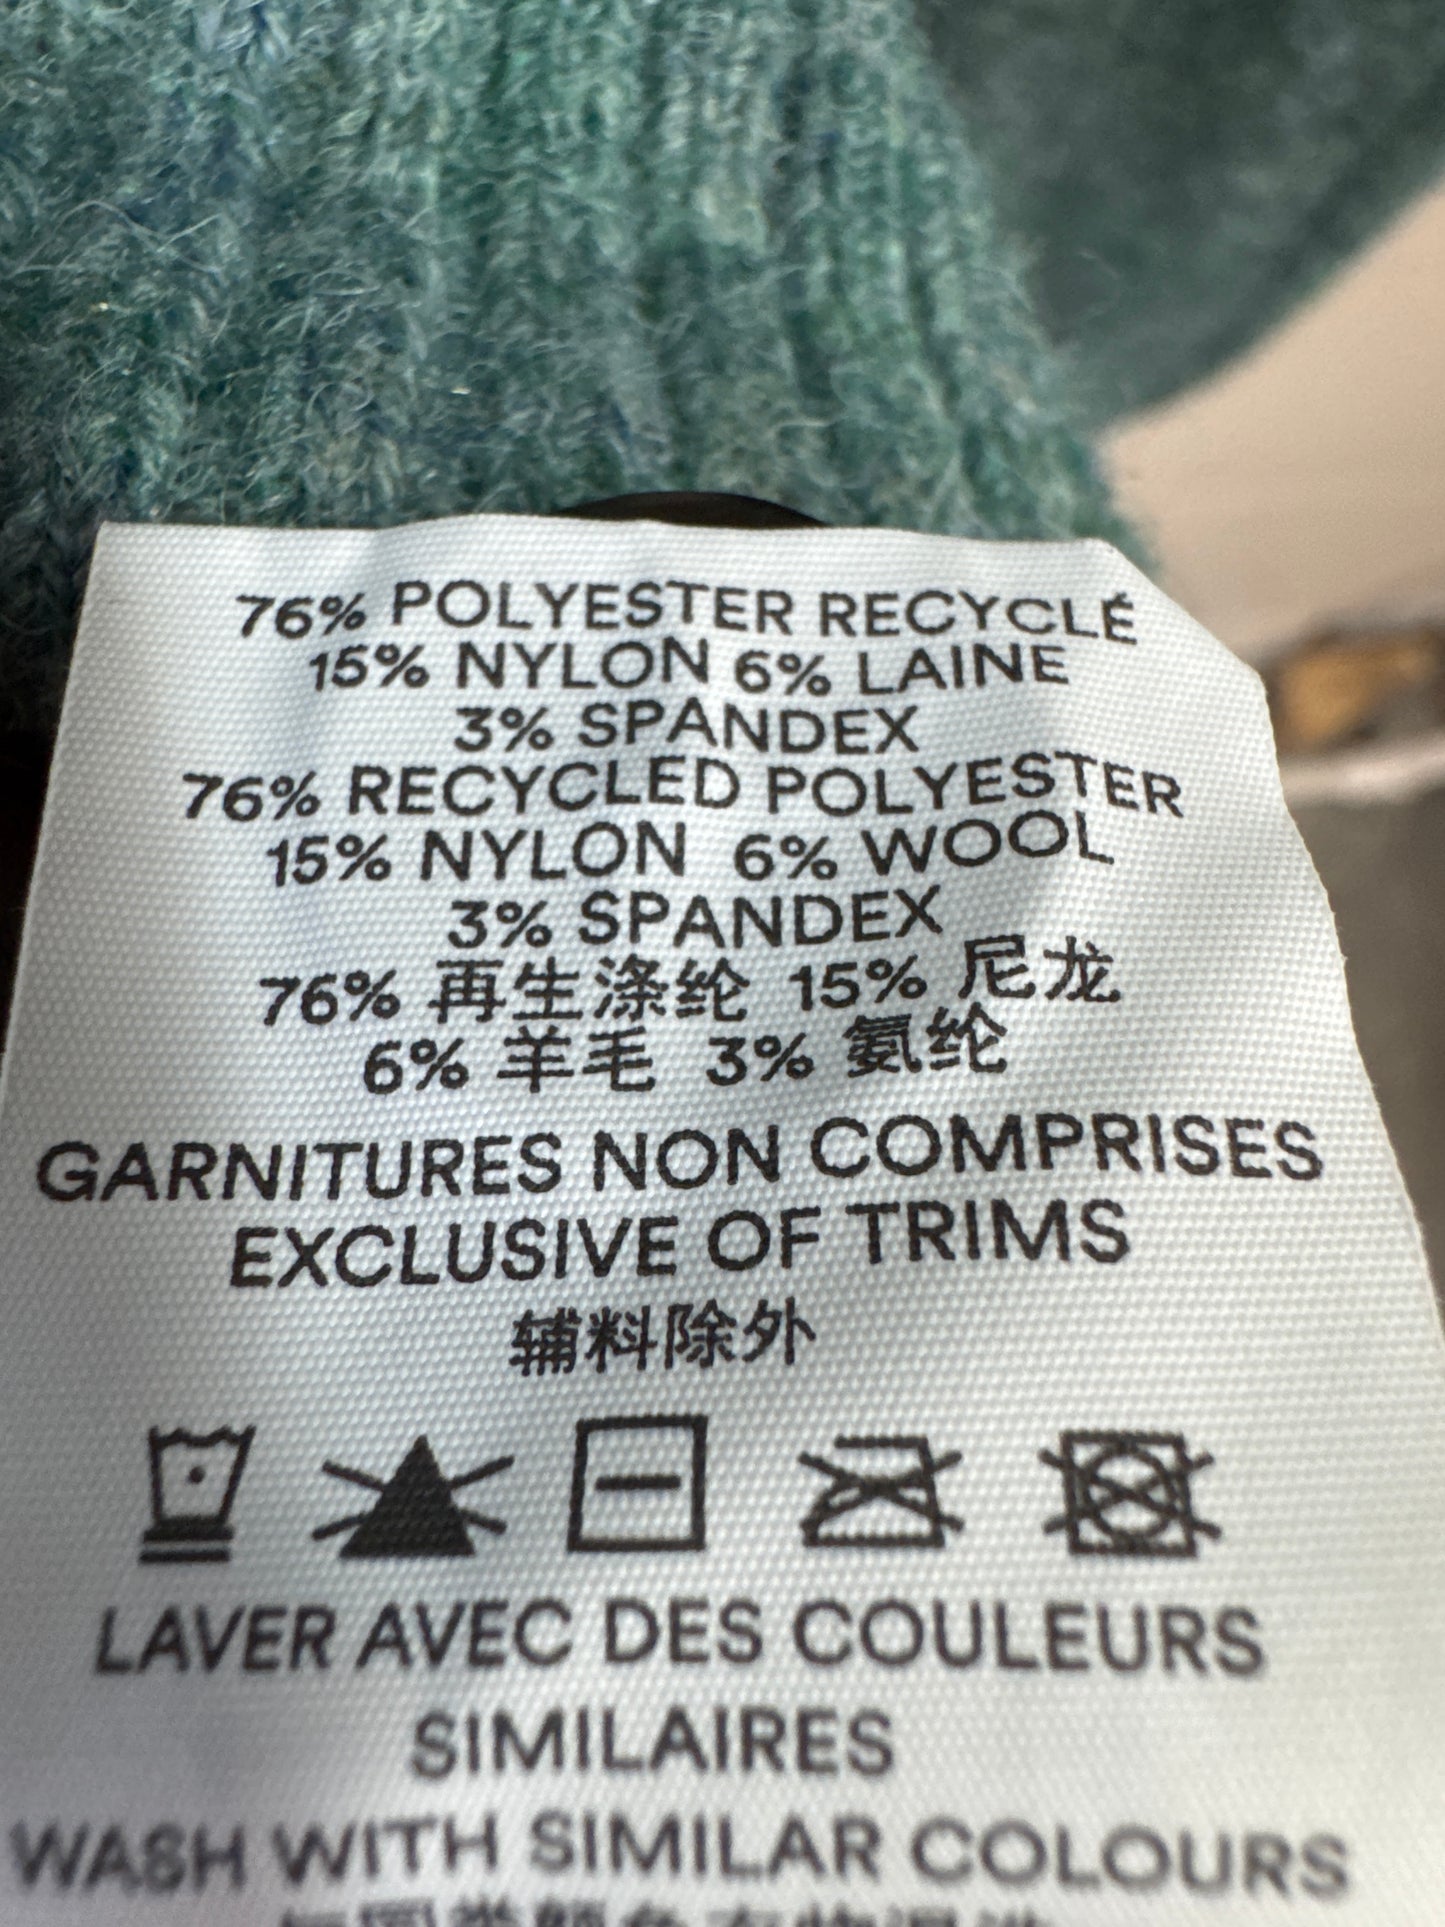 76% POLYESTER RECYCLÉ
15% NYLON 6% LAINE
3% SPANDEX
76% RECYCLED POLYESTER
15% NYLON 6% WOOL
3% SPANDEX
76% 再生涤纶 15% 尼龙
6% 羊毛 3% 氨纶
GARNITURES NON COMPRISES
EXCLUSIVE OF TRIMS
辅料除外
LAVER AVEC DES COULEURS
SIMILAIRES
WASH WITH SIMILAR COLOURS